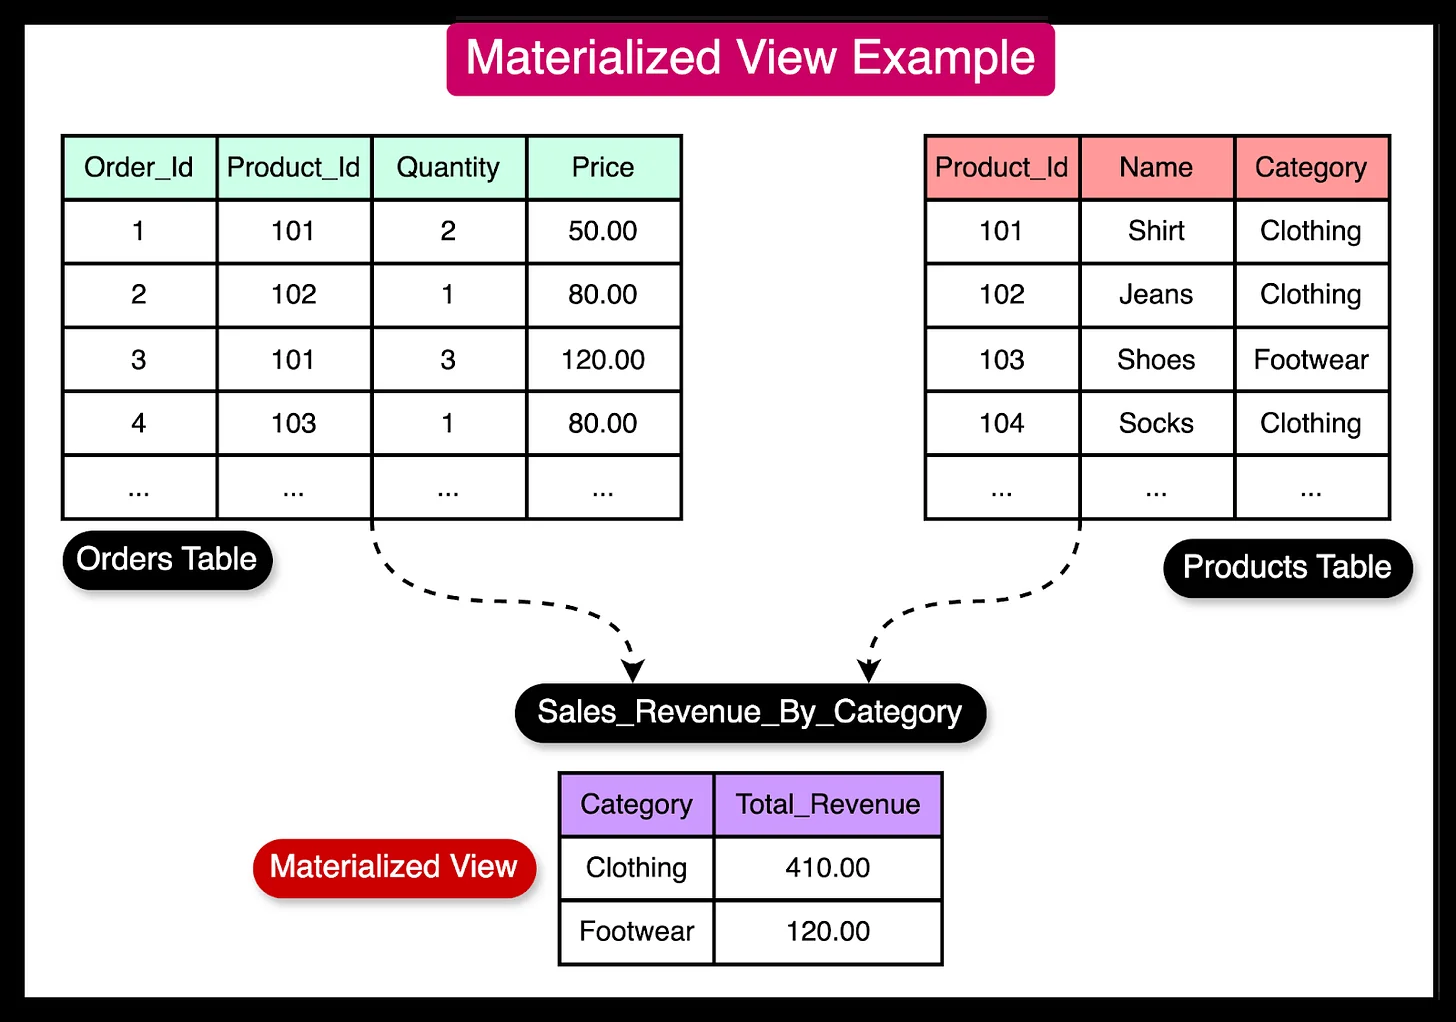 Materialized View Example
Order_Id Product_Id Quantity Price
1 101 2 50.00
2 102 1 80.00
3 101 3 120.00
4 103 1 80.00
... ... ... ...
Orders Table
Product_Id Name Category
101 Shirt Clothing
102 Jeans Clothing
103 Shoes Footwear
104 Socks Clothing
... ... ...
Products Table
Sales_Revenue_By_Category
Materialized View
Category Total_Revenue
Clothing 410.00
Footwear 120.00